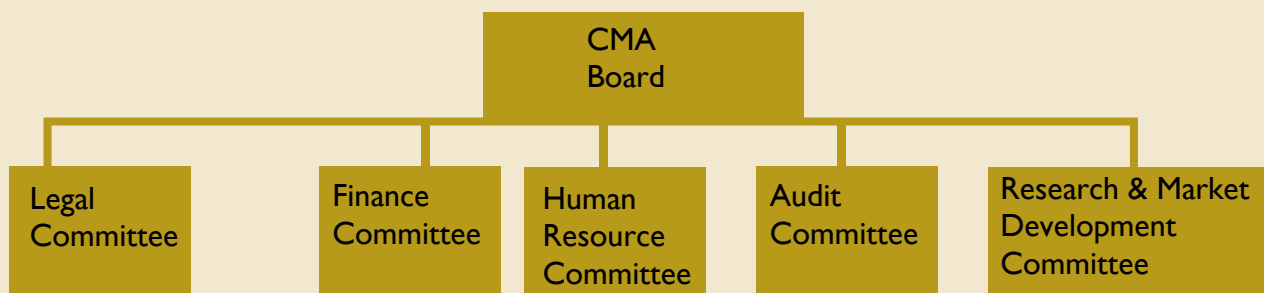 CMA
Board
Legal
Committee
Finance
Committee
Human
Resource
Committee
Audit
Committee
Research & Market
Development
Committee